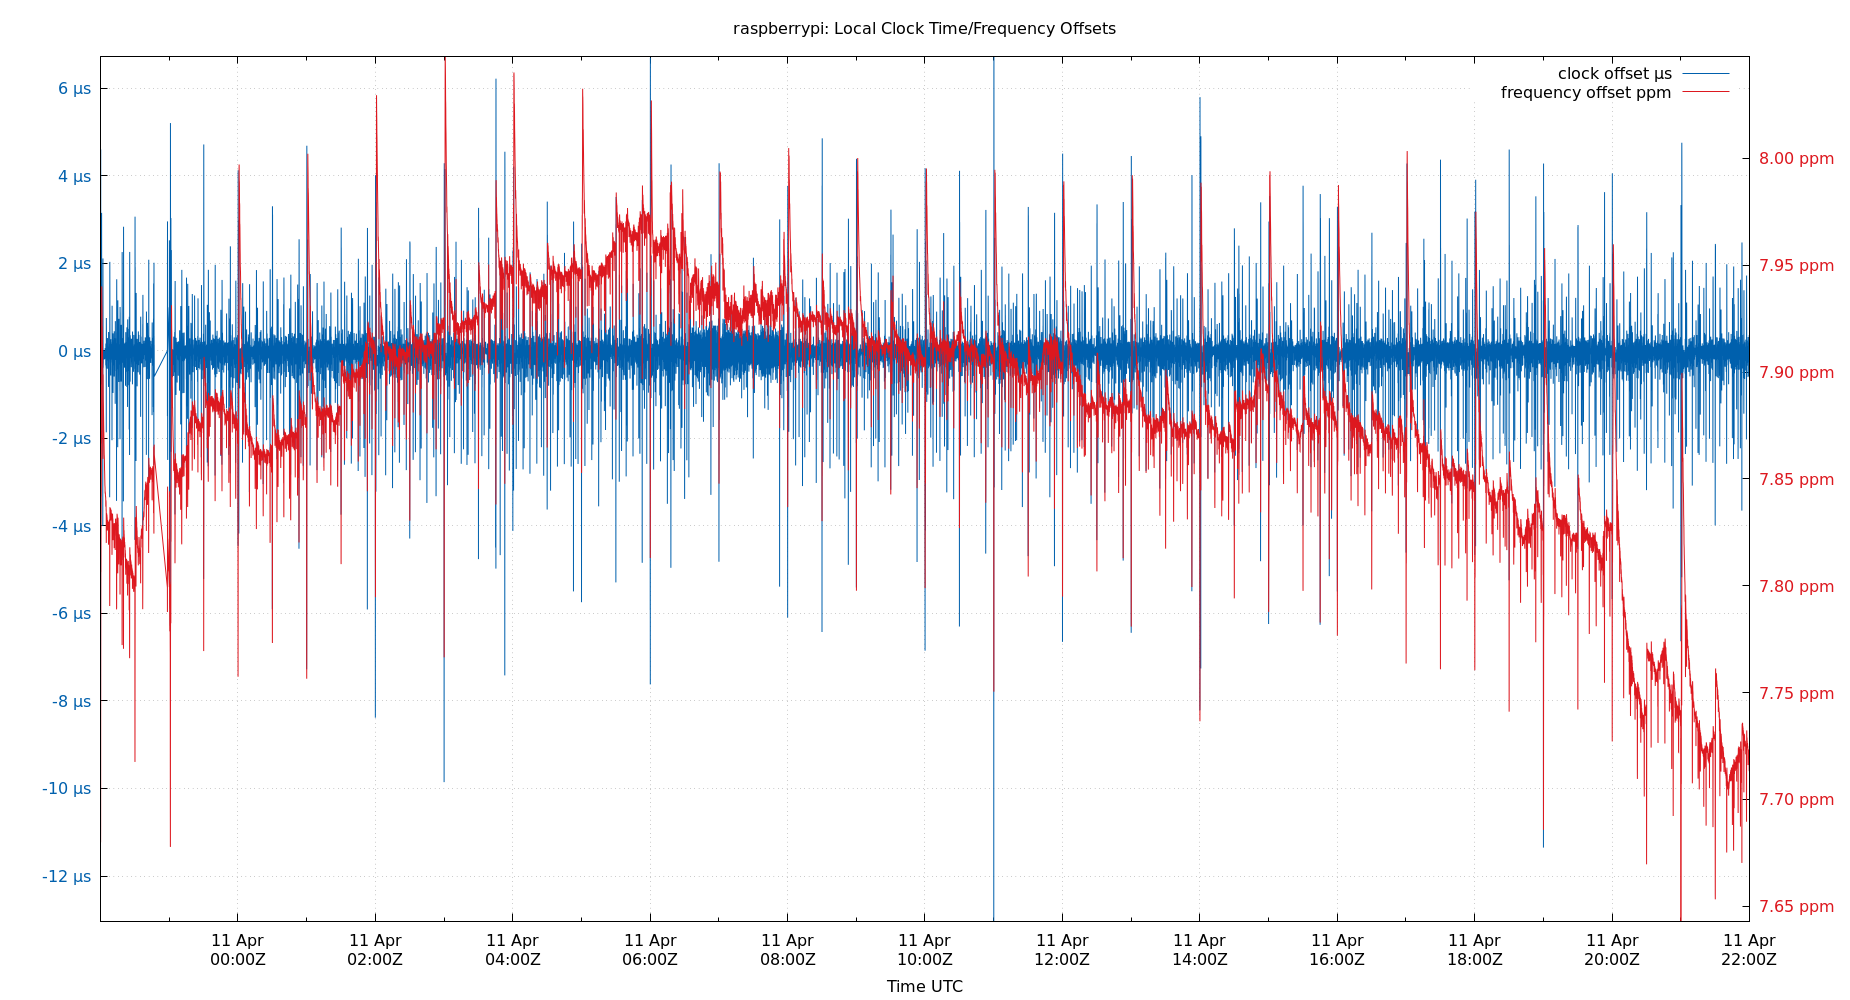 raspberrypi: Local Clock Time/Frequency Offsets
clock offset µs
frequency offset ppm
6 µs
4 µs
2 µs
0 µs
-2 µs
-4 µs
-6 µs
-8 µs
-10 µs
-12 µs
8.00 ppm
7.95 ppm
7.90 ppm
7.85 ppm
7.80 ppm
7.75 ppm
7.70 ppm
7.65 ppm
11 Apr 11 Apr 11 Apr 11 Apr 11 Apr 11 Apr 11 Apr 11 Apr 11 Apr 11 Apr 11 Apr 11 Apr
00:00Z 02:00Z 04:00Z 06:00Z 08:00Z 10:00Z 12:00Z 14:00Z 16:00Z 18:00Z 20:00Z 22:00Z
Time UTC